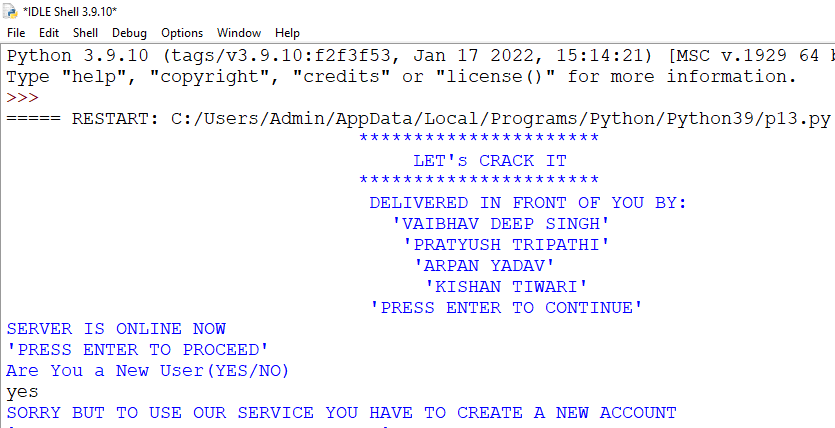 *IDLE Shell 3.9.10*
File Edit Shell Debug Options Window Help
Python 3.9.10 (tags/v3.9.10:f2f3f53, Jan 17 2022, 15:14:21) [MSC v.1929 64
Type "help", "copyright", "credits" or "license()" for more information.
>>>
===== RESTART: C:/Users/Admin/AppData/Local/Programs/Python/Python39/p13.py
**********************
LET's CRACK IT
**********************
DELIVERED IN FRONT OF YOU BY:
'VAIBHAV DEEP SINGH'
'PRATYUSH TRIPATHI'
'ARPAN YADAV'
'KISHAN TIWARI'
'PRESS ENTER TO CONTINUE'
SERVER IS ONLINE NOW
'PRESS ENTER TO PROCEED'
Are You a New User(YES/NO)
yes
SORRY BUT TO USE OUR SERVICE YOU HAVE TO CREATE A NEW ACCOUNT